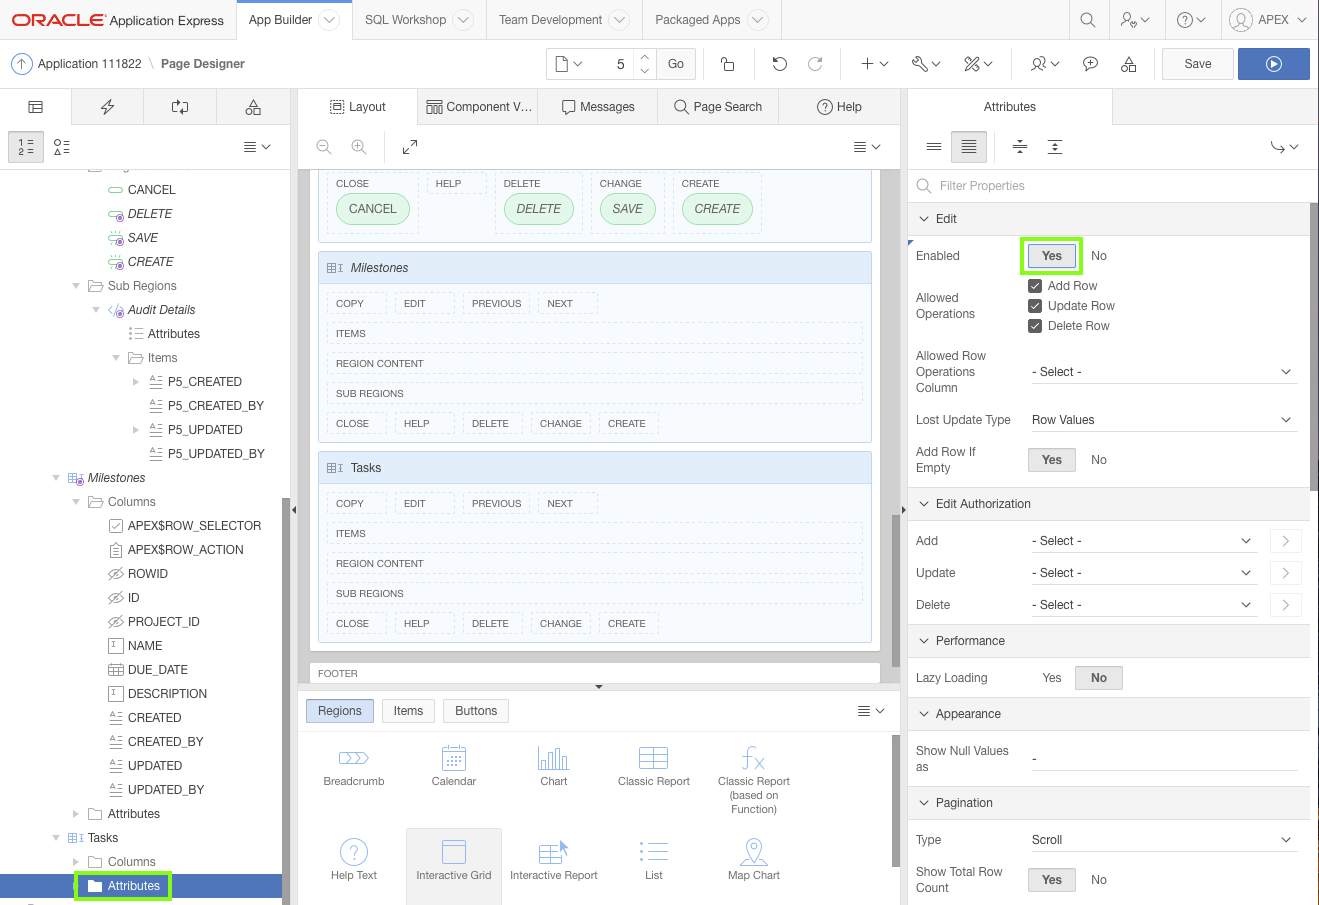 ORACLE Application Express
App Builder
SQL Workshop
Team Development
Packaged Apps
APEX
Application 111822 \ Page Designer
5
Go
Save
Layout
Component V...
Messages
Page Search
Help
Attributes
CANCEL
DELETE
SAVE
CREATE
Sub Regions
Audit Details
Attributes
Items
P5_CREATED
P5_CREATED_BY
P5_UPDATED
P5_UPDATED_BY
Milestones
Columns
APEX$ROW_SELECTOR
APEX$ROW_ACTION
ROWID
ID
PROJECT_ID
NAME
DUE_DATE
DESCRIPTION
CREATED
CREATED_BY
UPDATED
UPDATED_BY
Attributes
Tasks
Columns
Attributes
CLOSE HELP DELETE CHANGE CREATE
CANCEL DELETE SAVE CREATE
Milestones
COPY EDIT PREVIOUS NEXT
ITEMS
REGION CONTENT
SUB REGIONS
CLOSE HELP DELETE CHANGE CREATE
Tasks
COPY EDIT PREVIOUS NEXT
ITEMS
REGION CONTENT
SUB REGIONS
CLOSE HELP DELETE CHANGE CREATE
FOOTER
Regions Items Buttons
Breadcrumb
Calendar
Chart
Classic Report
Classic Report
(based on
Function)
Help Text
Interactive Grid
Interactive Report
List
Map Chart
Filter Properties
Edit
Enabled Yes No
Allowed
Operations
Add Row
Update Row
Delete Row
Allowed Row
Operations
Column
- Select -
Lost Update Type Row Values
Add Row If
Empty
Yes No
Edit Authorization
Add - Select -
Update - Select -
Delete - Select -
Performance
Lazy Loading Yes No
Appearance
Show Null Values
as
-
Pagination
Type Scroll
Show Total Row
Count
Yes No